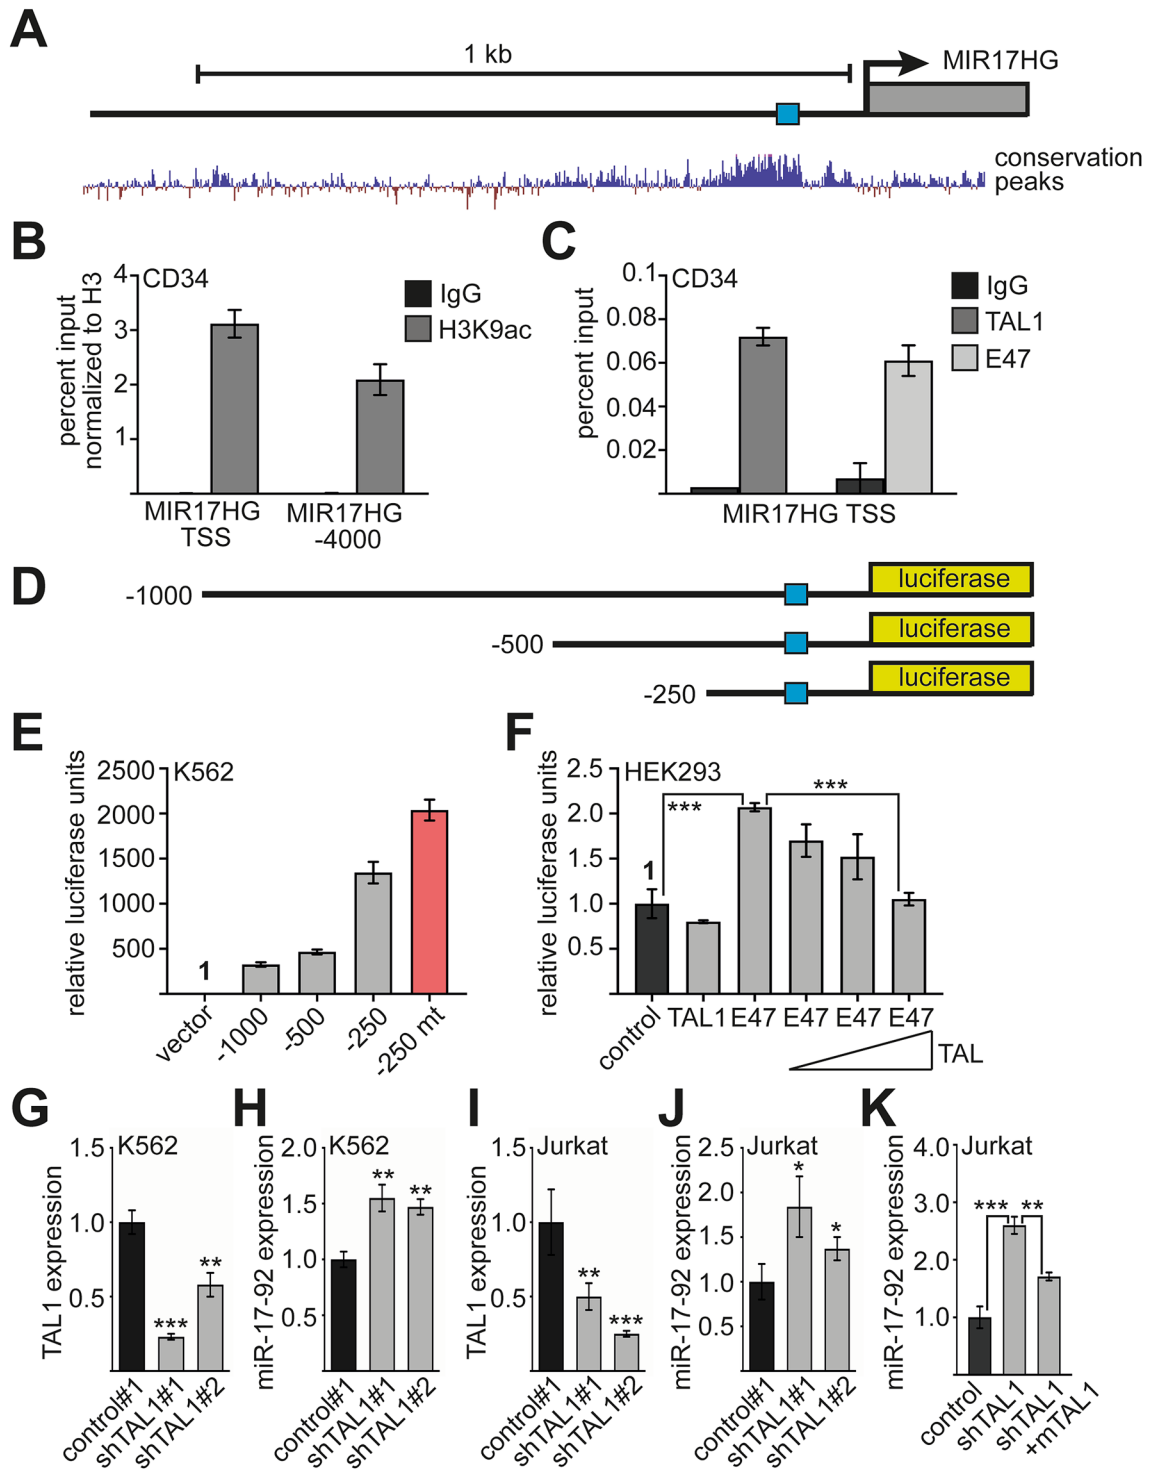 A
1 kb
MIR17HG
conservation
peaks
B
percent input
normalized to H3
4
3
2
1
CD34
IgG
H3K9ac
MIR17HG
TSS
MIR17HG
-4000
C
percent input
0.1
0.08
0.06
0.04
0.02
CD34
IgG
TAL1
E47
MIR17HG TSS
D
-1000
luciferase
-500
luciferase
-250
luciferase
E
relative luciferase units
2500
2000
1500
1000
500
K562
1
vector
-1000
-500
-250
-250 mt
F
relative luciferase units
2.5
2.0
1.5
1.0
0.5
HEK293
***
***
1
control
TAL1
E47
E47
E47
E47
TAL
G
TAL1 expression
1.5
1.0
0.5
K562
***
**
control#1
shTAL1#1
shTAL1#2
H
miR-17-92 expression
2.0
1.5
1.0
0.5
K562
**
**
control#1
shTAL1#1
shTAL1#2
I
TAL1 expression
1.5
1.0
0.5
Jurkat
**
***
control#1
shTAL1#1
shTAL1#2
J
miR-17-92 expression
2.5
2.0
1.5
1.0
0.5
Jurkat
*
*
control#1
shTAL1#1
shTAL1#2
K
miR-17-92 expression
4.0
3.0
2.0
1.0
Jurkat
***
**
control
shTAL1
shTAL1
+mTAL1